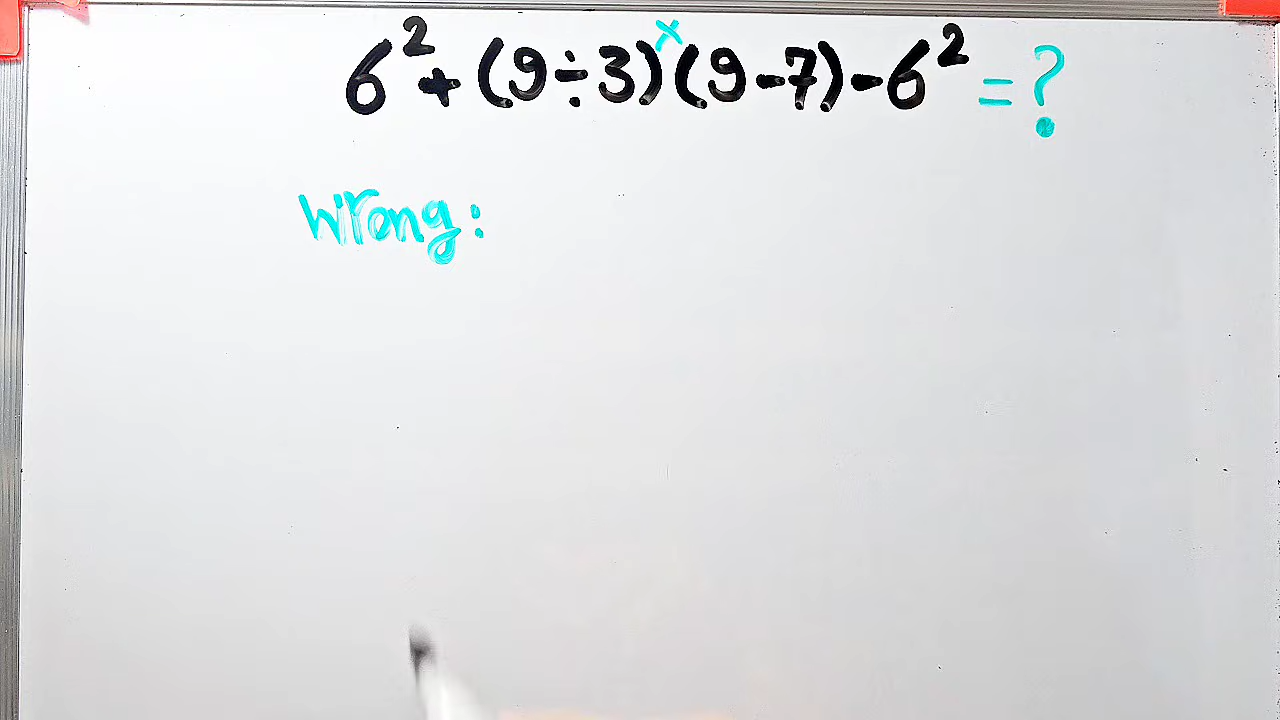 6² + (9÷3)×(9-7)-6² = ?
Wrong: